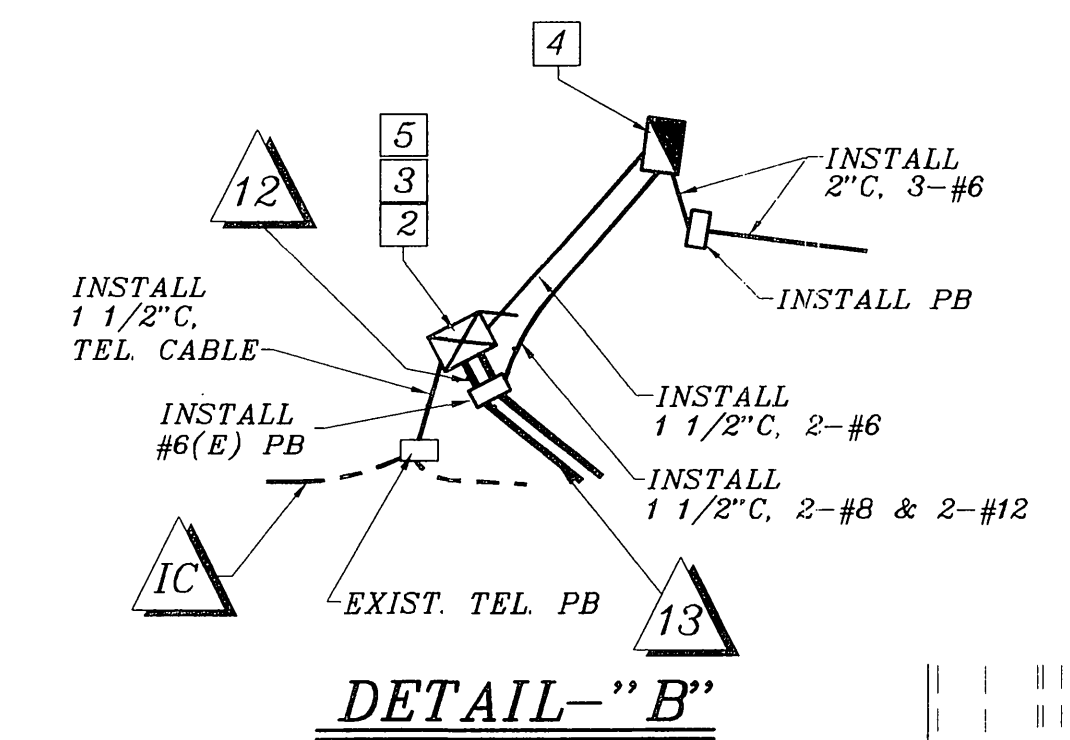 4
5
3
2
12
INSTALL
2"C, 3-#6
INSTALL PB
INSTALL
1 1/2"C,
TEL. CABLE
INSTALL
#6(E) PB
INSTALL
1 1/2"C, 2-#6
INSTALL
1 1/2"C, 2-#8 & 2-#12
IC
EXIST. TEL. PB
13
DETAIL-"B"